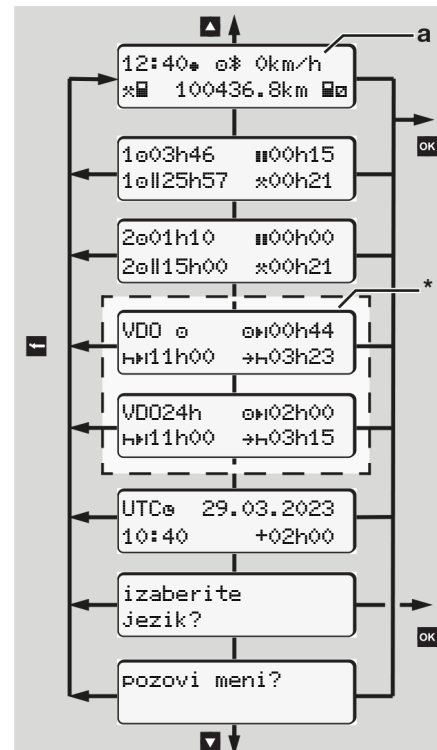 a
12:40● ⊙ᛒ 0km/h
100436.8km
OK
1⊙03h46 ▮▮00h15
1⊙||25h57 ⚒00h21
2⊙01h10 ▮▮00h00
2⊙||15h00 ⚒00h21
*
VDO ⊙ ⊙▶|00h44
▶|11h00 →03h23
VDO24h ⊙▶|02h00
▶|11h00 →03h15
UTC 29.03.2023
10:40 +02h00
izaberite
jezik?
OK
pozovi meni?